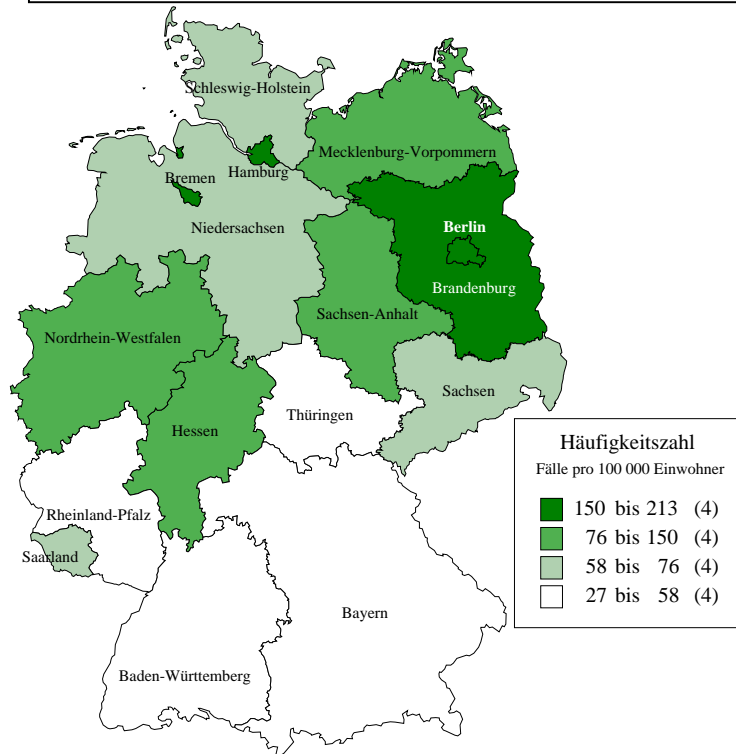 Schleswig-Holstein
Mecklenburg-Vorpommern
Hamburg
Bremen
Niedersachsen
Berlin
Brandenburg
Sachsen-Anhalt
Nordrhein-Westfalen
Sachsen
Thüringen
Hessen
Häufigkeitszahl
Fälle pro 100 000 Einwohner
150 bis 213 (4)
76 bis 150 (4)
58 bis 76 (4)
27 bis 58 (4)
Rheinland-Pfalz
Saarland
Bayern
Baden-Württemberg